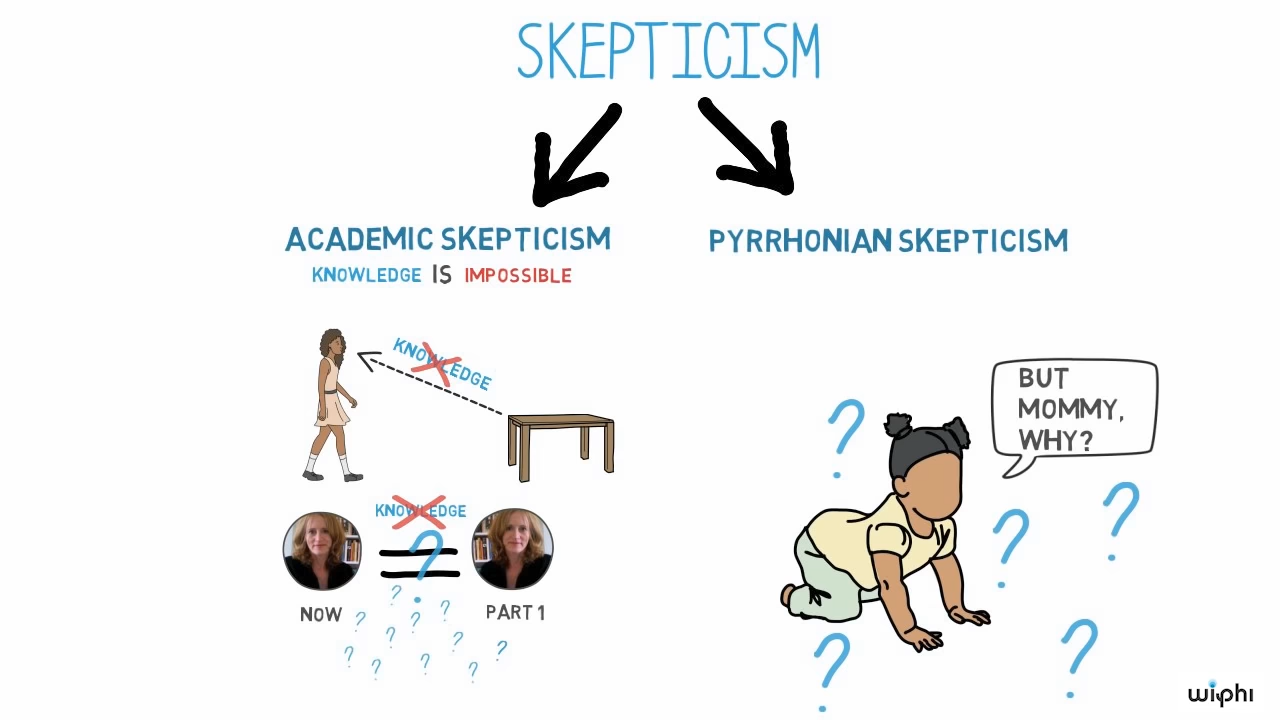 SKEPTICISM
ACADEMIC SKEPTICISM
KNOWLEDGE IS IMPOSSIBLE
KNOWLEDGE
KNOWLEDGE
?
NOW
PART 1
? ? ? ? ? ? ? ? ? ? ?
PYRRHONIAN SKEPTICISM
BUT
MOMMY,
WHY?
? ? ? ? ?
wiphi